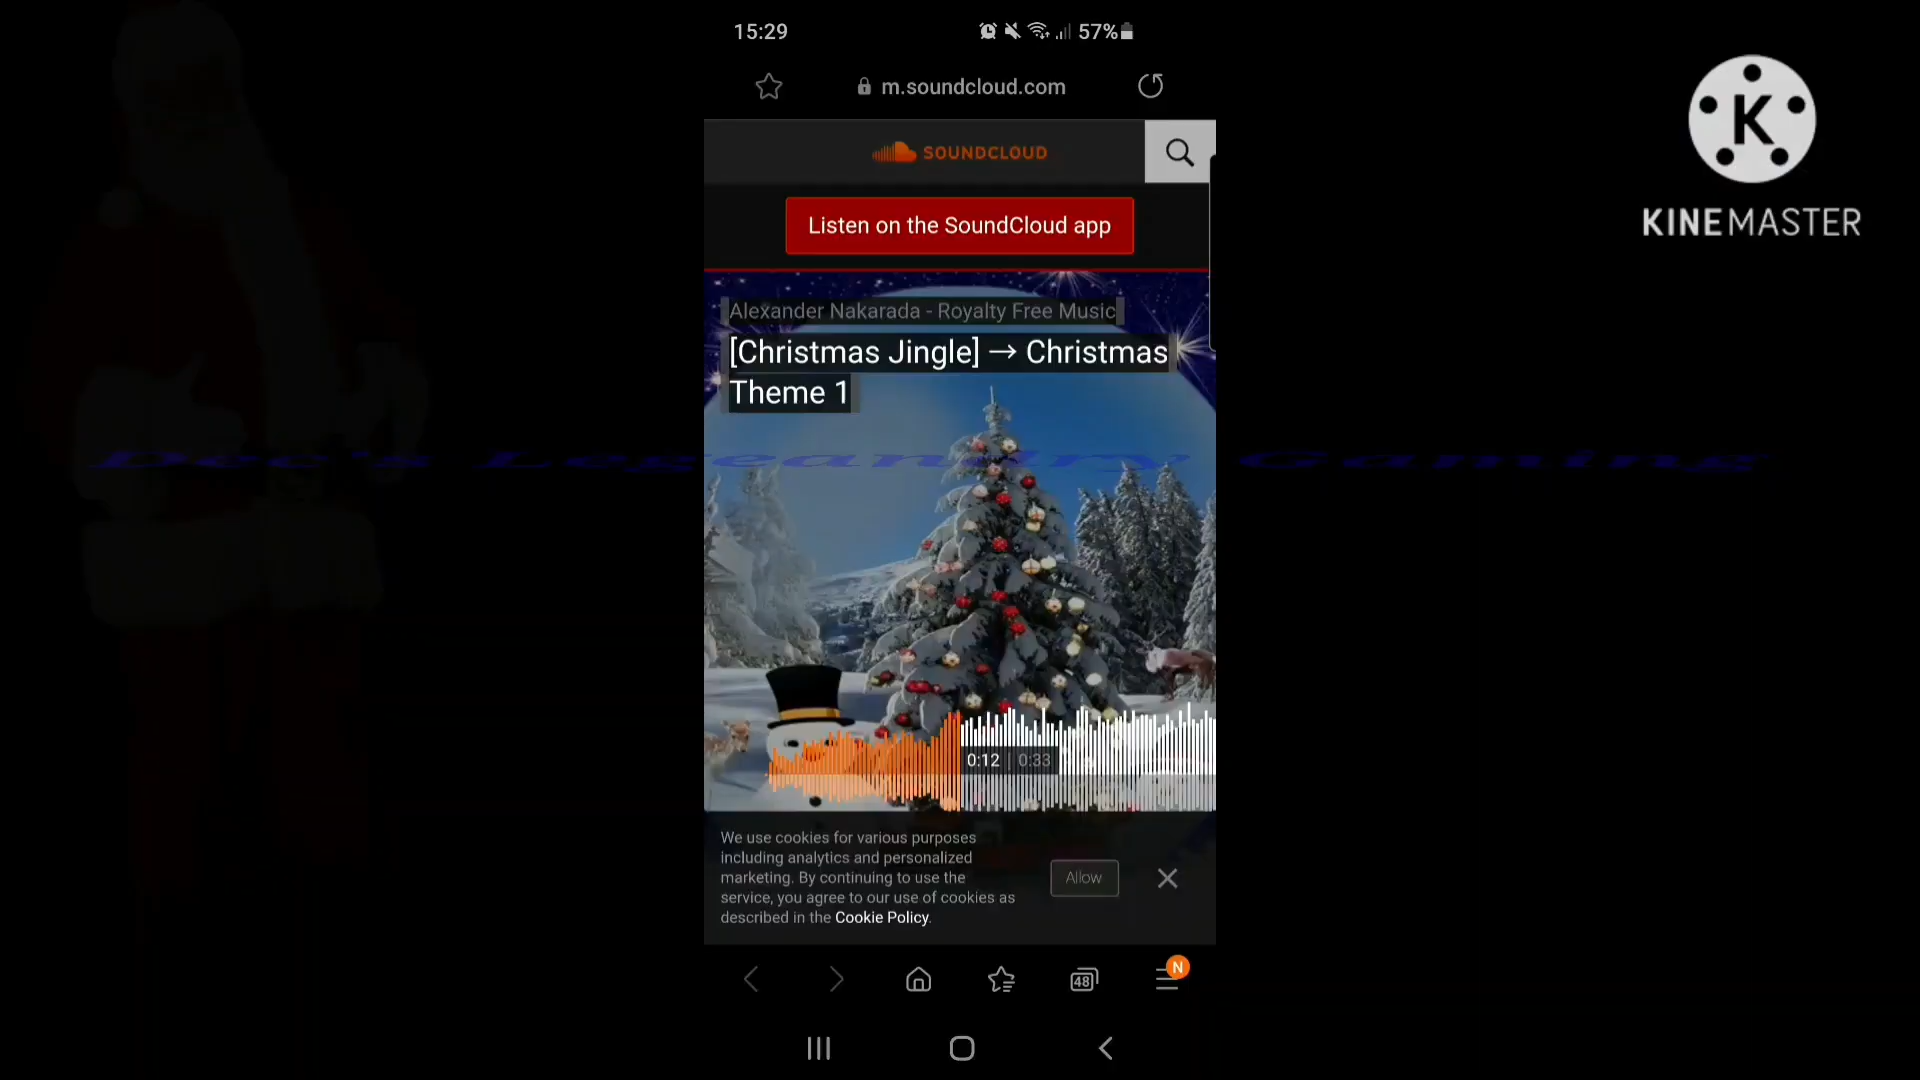 15:29
57%
m.soundcloud.com
SOUNDCLOUD
Listen on the SoundCloud app
Alexander Nakarada - Royalty Free Music
[Christmas Jingle] → Christmas
Theme 1
Dee's Legeandry Gaming
0:12 | 0:33
We use cookies for various purposes
including analytics and personalized
marketing. By continuing to use the
service, you agree to our use of cookies as
described in the Cookie Policy.
Allow
48
N
K
KINEMASTER